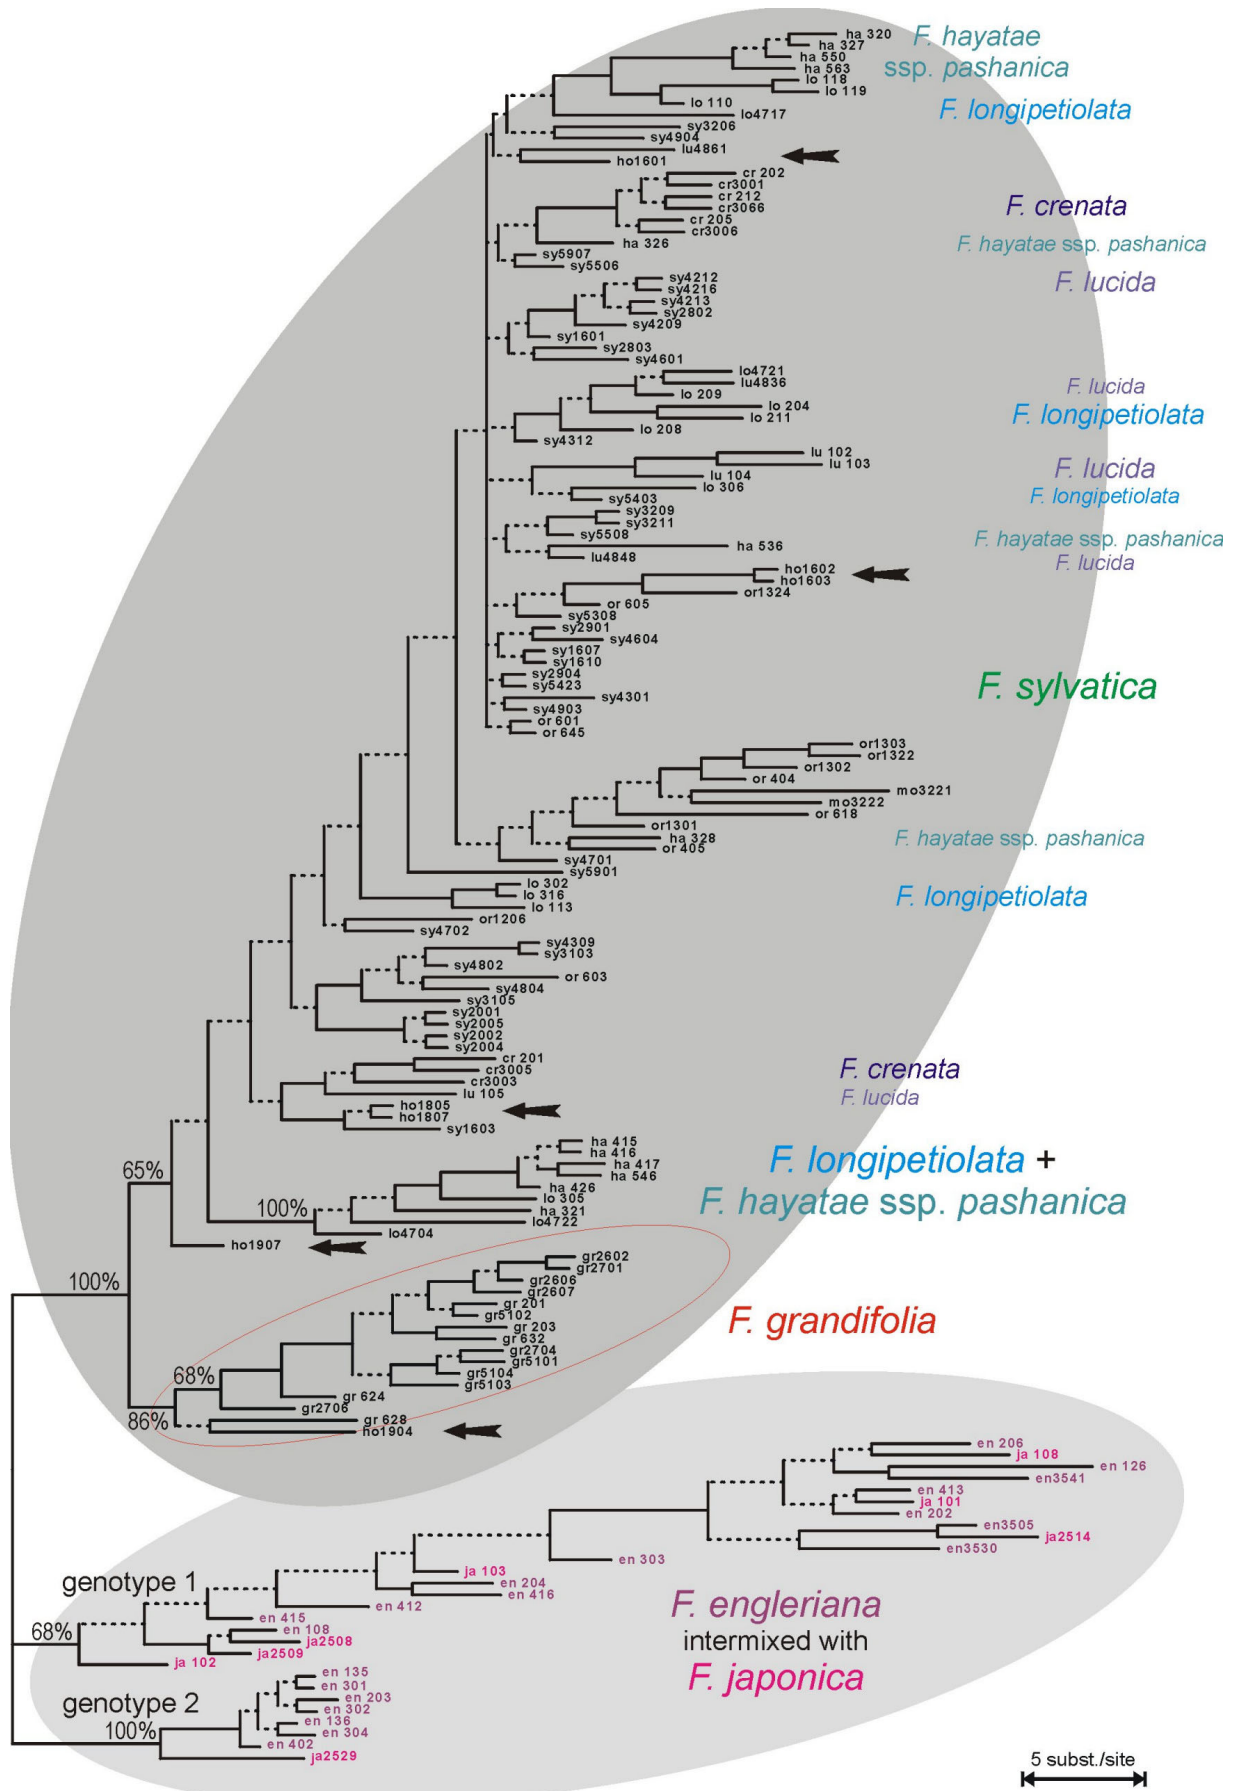 ha 320
F. hayatae
ha 327
ha 550
ssp. pashanica
ha 563
lo 118
lo 119
lo 110
F. longipetiolata
lo4717
sy3206
sy4904
lu4861
ho1601
cr 202
cr3001
cr 212
F. crenata
cr3066
cr 205
cr3006
ha 326
F. hayatae ssp. pashanica
sy5907
sy5506
sy4212
F. lucida
sy4216
sy4213
sy2802
sy4209
sy1601
sy2803
sy4601
lo4721
lu4836
F. lucida
lo 209
lo 204
F. longipetiolata
lo 211
lo 208
sy4312
lu 102
lu 103
F. lucida
lu 104
lo 306
F. longipetiolata
sy5403
sy3209
sy3211
sy5508
F. hayatae ssp. pashanica
ha 536
lu4848
F. lucida
ho1602
ho1603
or1324
or 605
sy5308
sy2901
sy4604
sy1607
sy1610
sy2904
sy5423
F. sylvatica
sy4301
sy4903
or 601
or 645
or1303
or1322
or1302
or 404
mo3221
mo3222
or 618
or1301
ha 328
F. hayatae ssp. pashanica
or 405
sy4701
sy5901
lo 302
lo 316
F. longipetiolata
lo 113
or1206
sy4702
sy4309
sy3103
sy4802
or 603
sy4804
sy3105
sy2001
sy2005
sy2002
sy2004
cr 201
cr3005
F. crenata
cr3003
lu 105
F. lucida
ho1805
ho1807
sy1603
ha 415
ha 416
65%
ha 417
F. longipetiolata +
ha 546
ha 426
lo 305
F. hayatae ssp. pashanica
100%
ha 321
lo4722
lo4704
ho1907
gr2602
gr2701
100%
gr2606
gr2607
gr 201
gr5102
F. grandifolia
gr 203
gr 632
gr2704
gr5101
68%
gr5104
gr5103
gr 624
gr2706
86%
gr 628
ho1904
en 206
ja 108
en 126
en3541
en 413
ja 101
en 202
en3505
ja2514
en3530
en 303
ja 103
genotype 1
en 204
en 416
en 412
F. engleriana
en 415
68%
en 108
ja2508
intermixed with
ja2509
ja 102
en 135
F. japonica
en 301
genotype 2
en 203
en 302
en 136
100%
en 304
en 402
ja2529
5 subst./site